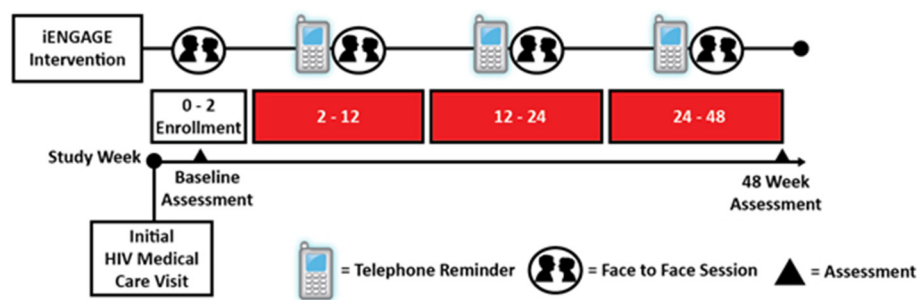 iENGAGE
Intervention
0 - 2
Enrollment
2 - 12
12 - 24
24 - 48
Study Week
Baseline
Assessment
48 Week
Assessment
Initial
HIV Medical
Care Visit
= Telephone Reminder
= Face to Face Session
= Assessment